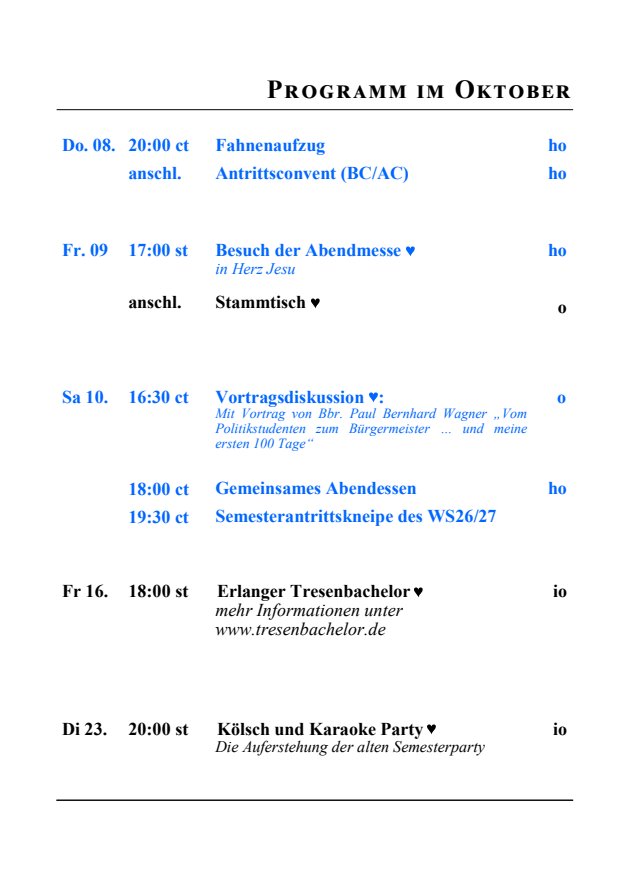 PROGRAMM IM OKTOBER
Do. 08. 20:00 ct Fahnenaufzug ho
anschl. Antrittsconvent (BC/AC) ho
Fr. 09 17:00 st Besuch der Abendmesse ♥ ho
in Herz Jesu
anschl. Stammtisch ♥ o
Sa 10. 16:30 ct Vortragsdiskussion ♥: o
Mit Vortrag von Bbr. Paul Bernhard Wagner „Vom
Politikstudenten zum Bürgermeister ... und meine
ersten 100 Tage“
18:00 ct Gemeinsames Abendessen ho
19:30 ct Semesterantrittskneipe des WS26/27
Fr 16. 18:00 st Erlanger Tresenbachelor ♥ io
mehr Informationen unter
www.tresenbachelor.de
Di 23. 20:00 st Kölsch und Karaoke Party ♥ io
Die Auferstehung der alten Semesterparty